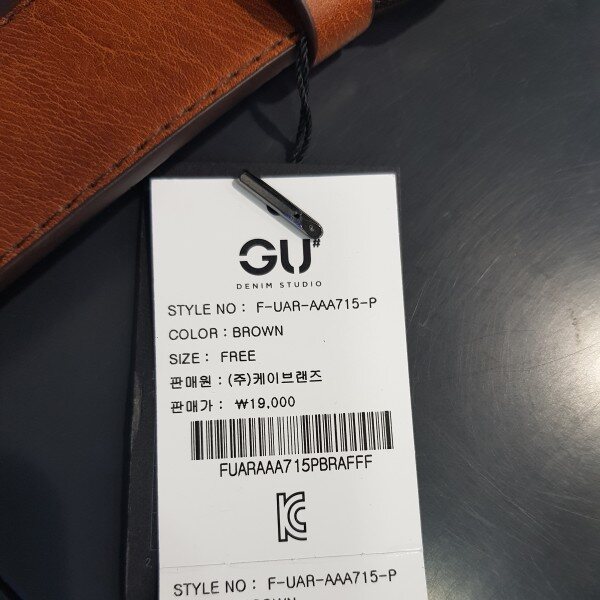 GU#
DENIM STUDIO
STYLE NO : F-UAR-AAA715-P
COLOR : BROWN
SIZE : FREE
판매원 : (주)케이브랜즈
판매가 : ₩19,000
FUARAAA715PBRAFFF
KC
STYLE NO : F-UAR-AAA715-P